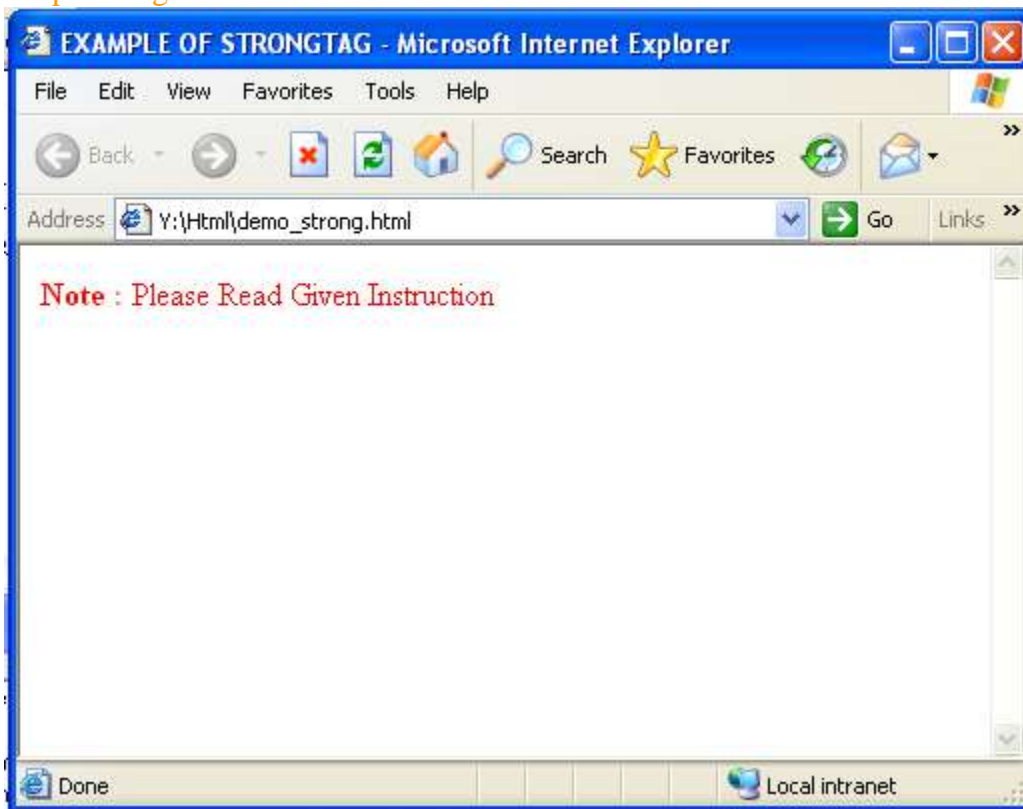 EXAMPLE OF STRONGTAG - Microsoft Internet Explorer
File Edit View Favorites Tools Help
Back Search Favorites »
Address Y:\Html\demo_strong.html Go Links »
Note : Please Read Given Instruction
Done Local intranet